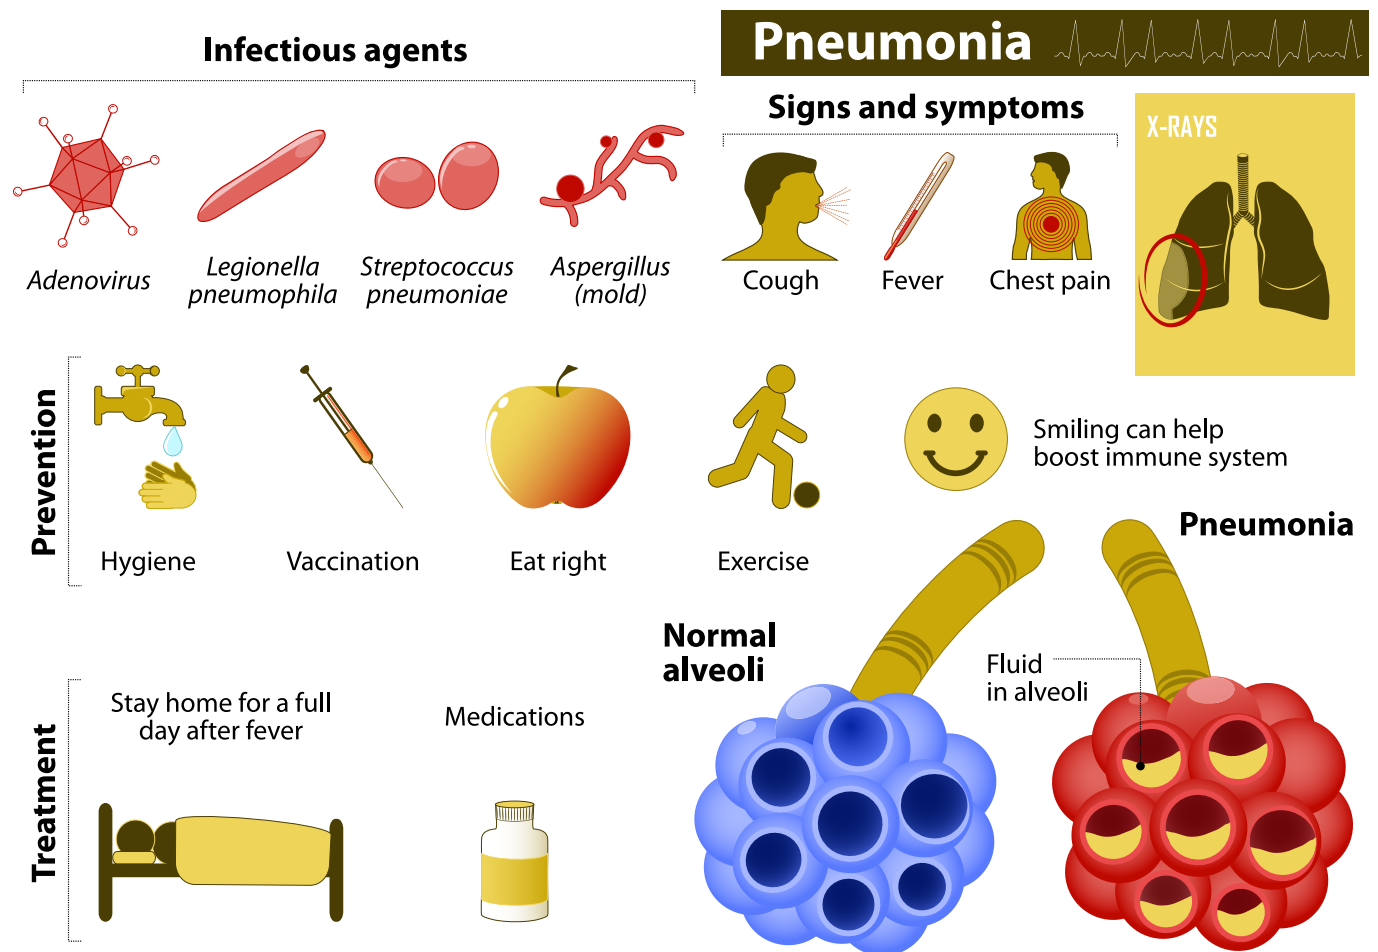 Infectious agents
Adenovirus
Legionella
pneumophila
Streptococcus
pneumoniae
Aspergillus
(mold)
Pneumonia
Signs and symptoms
Cough
Fever
Chest pain
X-RAYS
Prevention
Hygiene
Vaccination
Eat right
Exercise
Smiling can help
boost immune system
Treatment
Stay home for a full
day after fever
Medications
Normal
alveoli
Pneumonia
Fluid
in alveoli